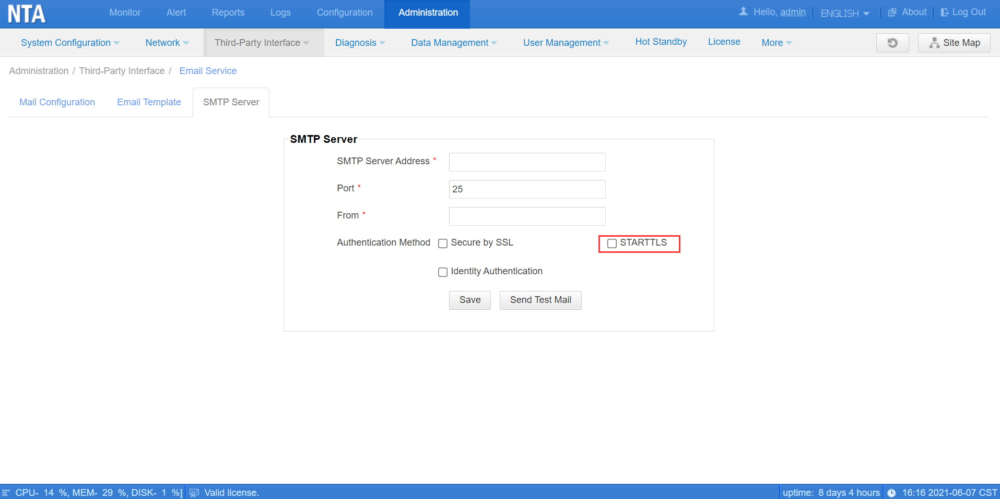 NTA Monitor Alert Reports Logs Configuration Administration Hello, admin ENGLISH About Log Out
System Configuration Network Third-Party Interface Diagnosis Data Management User Management Hot Standby License More Site Map
Administration / Third-Party Interface / Email Service
Mail Configuration Email Template SMTP Server
SMTP Server
SMTP Server Address *
Port * 25
From *
Authentication Method Secure by SSL STARTTLS
Identity Authentication
Save Send Test Mail
CPU- 14 %, MEM- 29 %, DISK- 1 %] Valid license. uptime: 8 days 4 hours 16:16 2021-06-07 CST